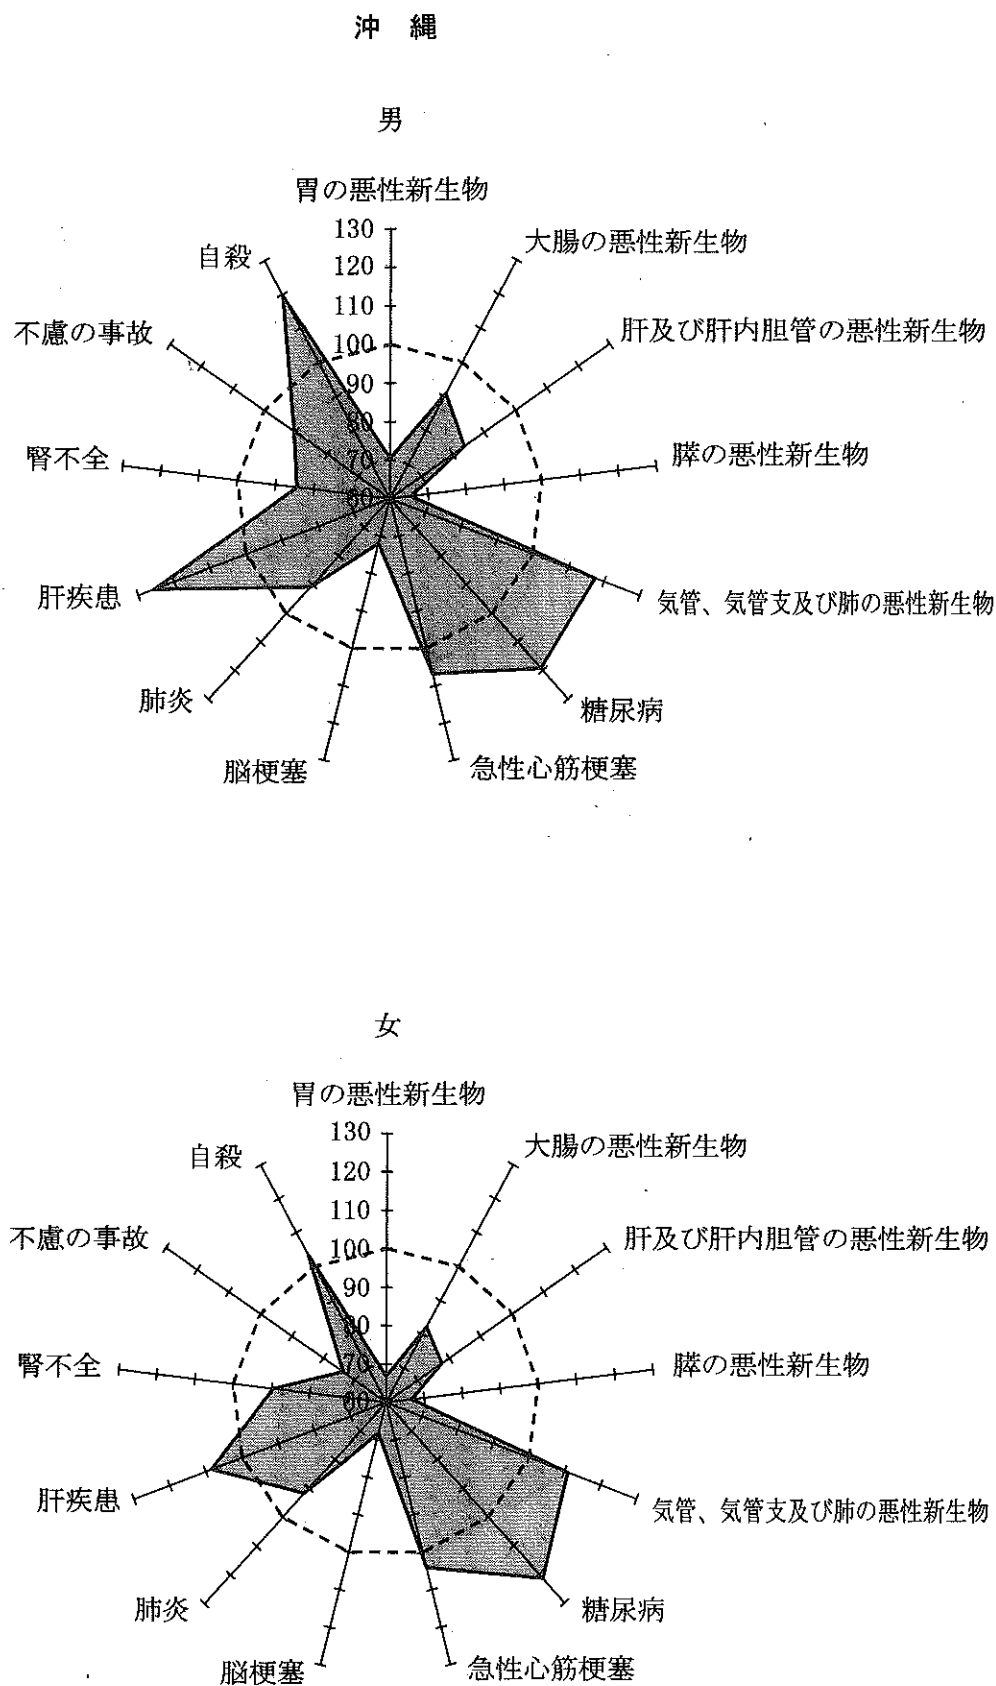 沖縄
男
胃の悪性新生物
130
120
110
100
90
80
70
60
大腸の悪性新生物
肝及び肝内胆管の悪性新生物
膵の悪性新生物
気管、気管支及び肺の悪性新生物
糖尿病
急性心筋梗塞
脳梗塞
肺炎
肝疾患
腎不全
不慮の事故
自殺
女
胃の悪性新生物
130
120
110
100
90
80
70
60
大腸の悪性新生物
肝及び肝内胆管の悪性新生物
膵の悪性新生物
気管、気管支及び肺の悪性新生物
糖尿病
急性心筋梗塞
脳梗塞
肺炎
肝疾患
腎不全
不慮の事故
自殺